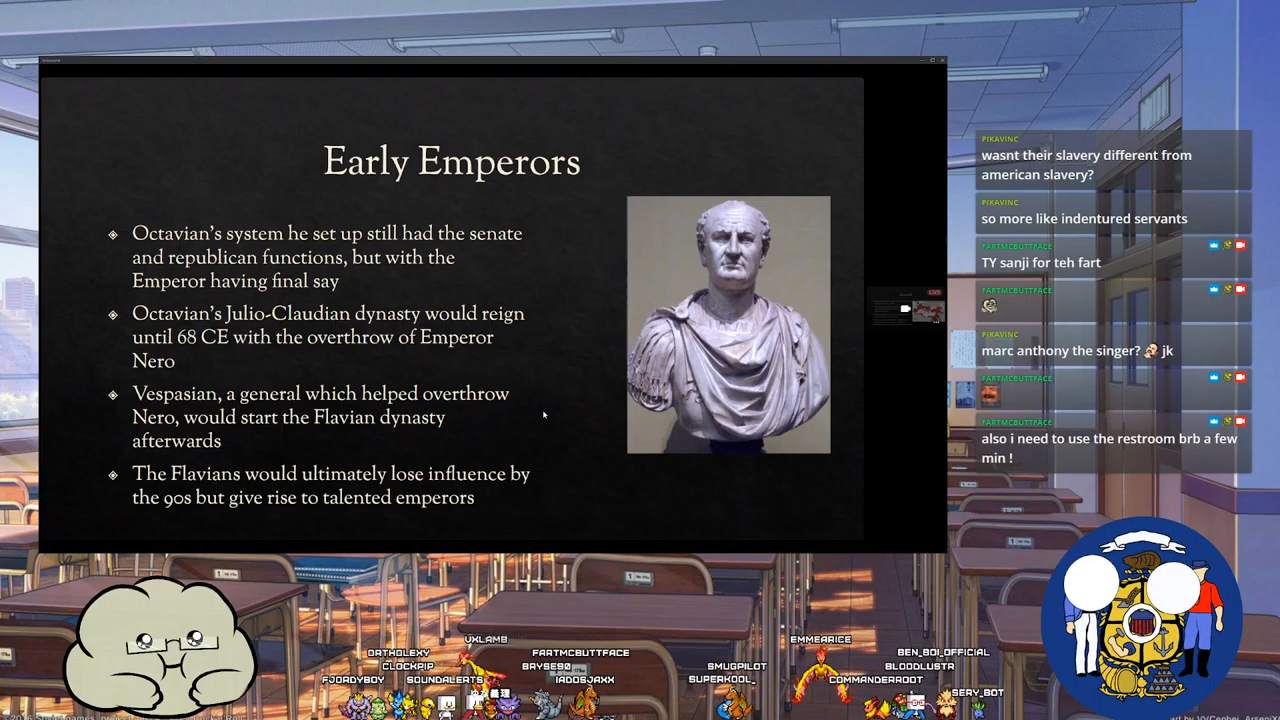 Early Emperors
Octavian's system he set up still had the senate
and republican functions, but with the
Emperor having final say
Octavian's Julio-Claudian dynasty would reign
until 68 CE with the overthrow of Emperor
Nero
Vespasian, a general which helped overthrow
Nero, would start the Flavian dynasty
afterwards
The Flavians would ultimately lose influence by
the 90s but give rise to talented emperors
PIKAVINC
wasnt their slavery different from
american slavery?
PIKAVINC
so more like indentured servants
FARTMCBUTTFACE
TY sanji for teh fart
FARTMCBUTTFACE
PIKAVINC
marc anthony the singer? jk
FARTMCBUTTFACE
FARTMCBUTTFACE
also i need to use the restroom brb a few
min !
VXLAMB
EMMEARICE
ORTHOLEXY
FARTMCBUTTFACE
BEN_BOI_OFFICIAL
CLOCKPIP
BAYSE90
SMUGPILOT
BLOODLUSTR
FJORDYBOY
SOUNDALERTS
IADOSJAXX
SUPERKOOL_
COMMANDERROOT
義理
SERY_BOT